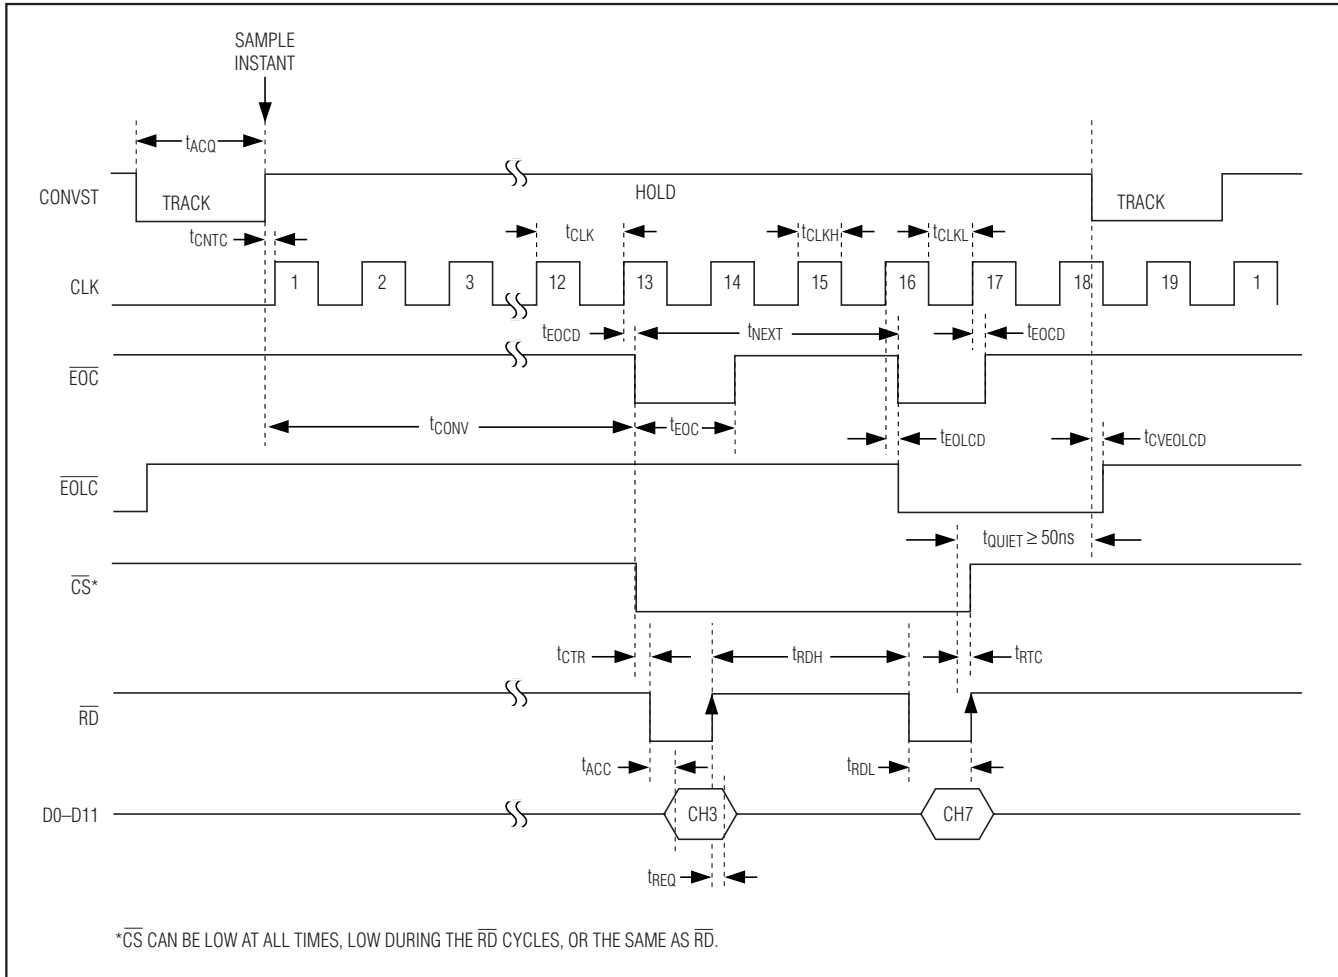 SAMPLE
INSTANT
tACQ
CONVST
TRACK
HOLD
TRACK
tCNTC
tCLK
tCLKH
tCLKL
CLK
1
2
3
12
13
14
15
16
17
18
19
1
tEOCD
tNEXT
tEOCD
EOC
tCONV
tEOC
tEOLCD
tCVEOLCD
EOLC
tQUIET ≥ 50ns
CS*
tCTR
tRDH
tRTC
RD
tACC
tRDL
D0–D11
CH3
CH7
tREQ
*CS CAN BE LOW AT ALL TIMES, LOW DURING THE RD CYCLES, OR THE SAME AS RD.